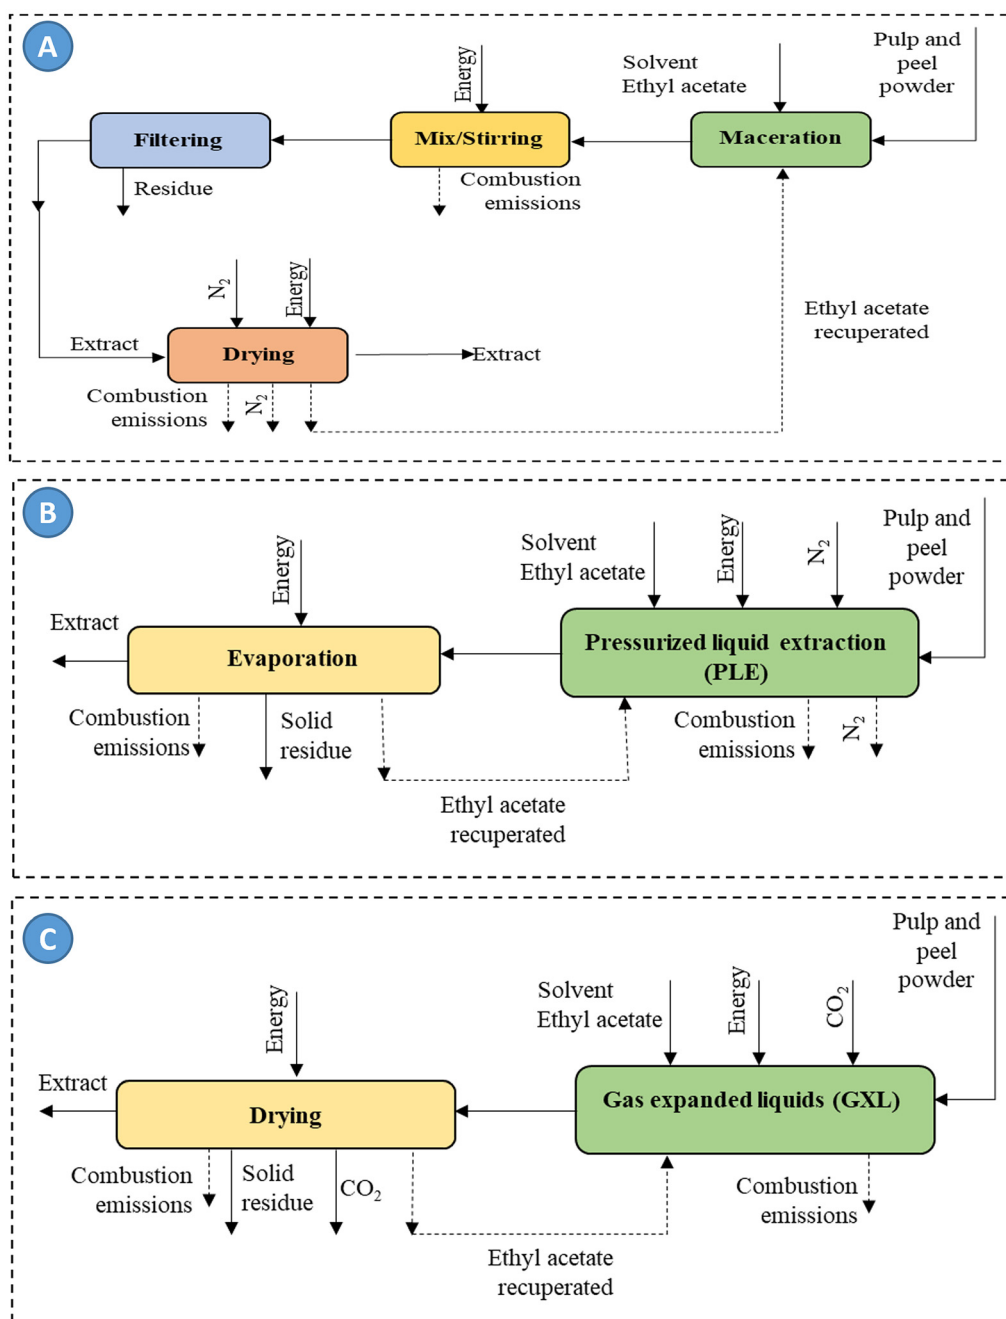 A
Pulp and
peel
powder
Solvent
Ethyl acetate
Energy
Filtering
Mix/Stirring
Maceration
Residue
Combustion
emissions
N₂
Energy
Ethyl acetate
recuperated
Extract
Drying
Extract
Combustion
emissions
N₂
B
Pulp and
peel
powder
Solvent
Ethyl acetate
Energy
N₂
Energy
Extract
Evaporation
Pressurized liquid extraction
(PLE)
Combustion
emissions
Solid
residue
Combustion
emissions
N₂
Ethyl acetate
recuperated
C
Pulp and
peel
powder
Solvent
Ethyl acetate
Energy
CO₂
Energy
Extract
Drying
Gas expanded liquids (GXL)
Combustion
emissions
Solid
residue
CO₂
Combustion
emissions
Ethyl acetate
recuperated